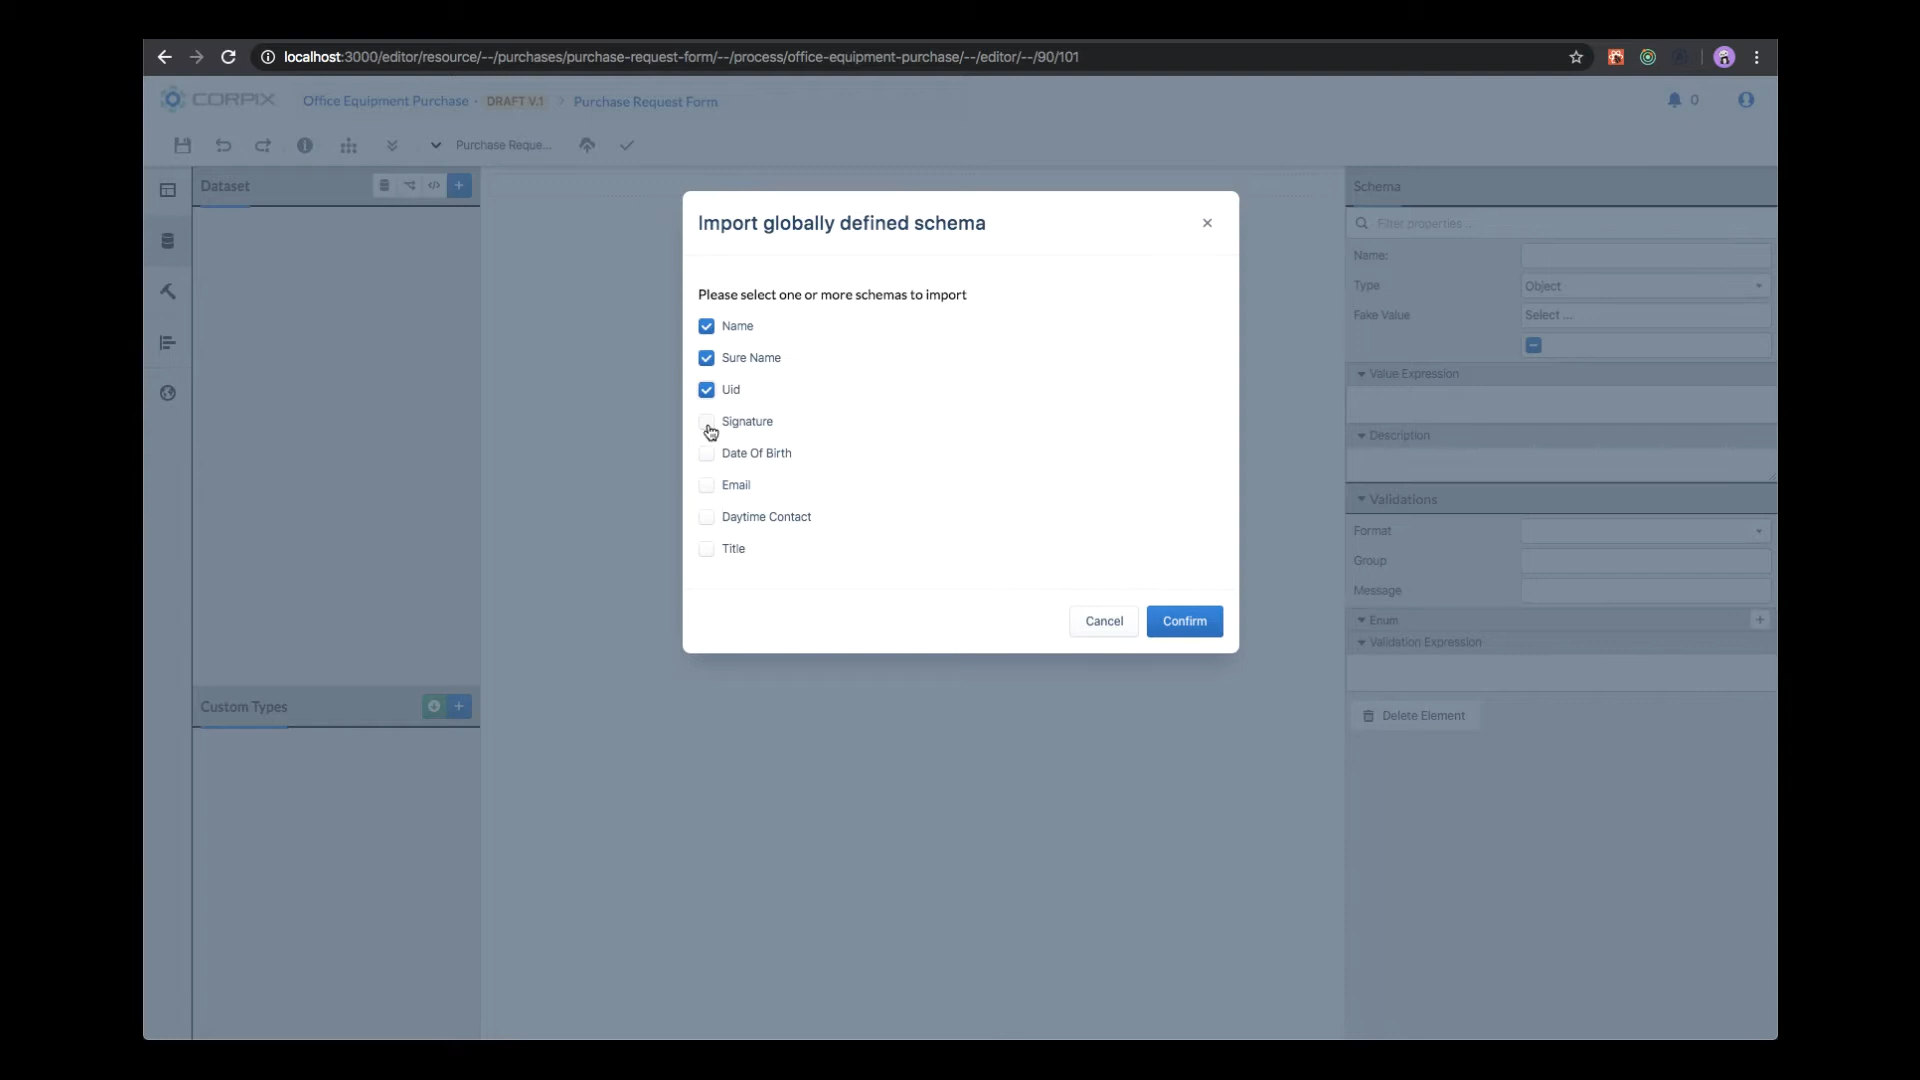 localhost:3000/editor/resource/--/purchases/purchase-request-form/--/process/office-equipment-purchase/--/editor/--/90/101
CORPIX
Office Equipment Purchase · DRAFT V.1 > Purchase Request Form
0
Purchase Reque...
Dataset
Schema
Filter properties ...
Name:
Type
Object
Fake Value
Select ...
Value Expression
Description
Validations
Format
Group
Message
Enum
Validation Expression
Delete Element
Import globally defined schema
Please select one or more schemas to import
Name
Sure Name
Uid
Signature
Date Of Birth
Email
Daytime Contact
Title
Cancel
Confirm
Custom Types